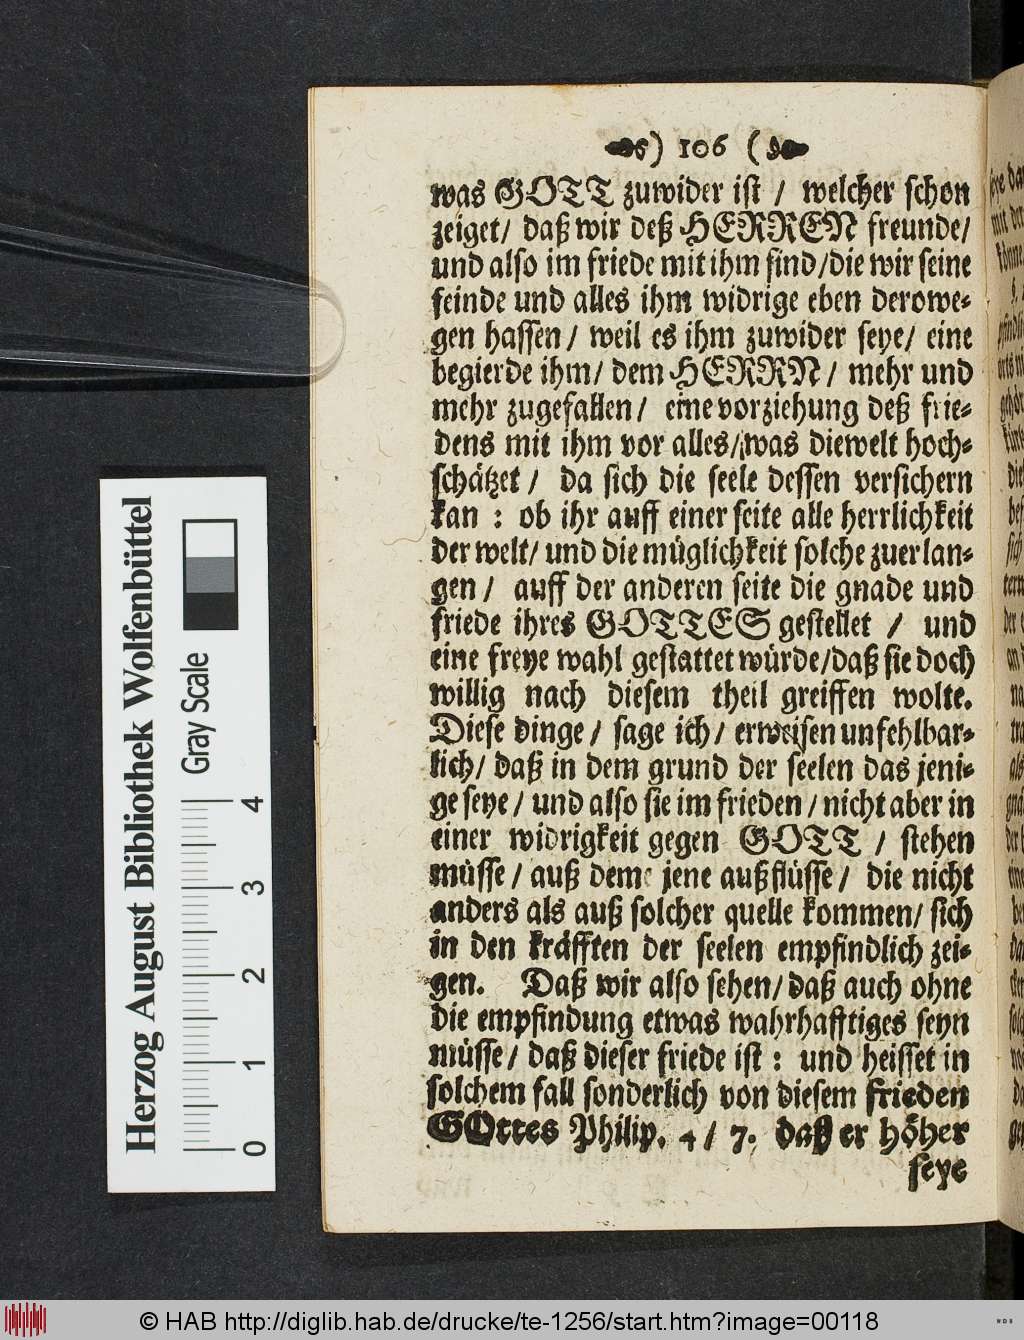 ) 106 (
was GOTT zuwider ist / welcher schon
zeiget / daß wir deß HERREN freunde /
und also im friede mit ihm sind / die wir seine
feinde und alles ihm widrige eben derowe-
gen hassen / weil es ihm zuwider seye / eine
begierde ihm / dem HERRN / mehr und
mehr zugefallen / eine vorziehung deß frie-
dens mit ihm vor alles / was die welt hoch-
schätzet / da sich die seele dessen versichern
kan : ob ihr auff einer seite alle herrlichkeit
der welt / und die müglichkeit solche zuerlan-
gen / auff der anderen seite die gnade und
friede ihres GOTTES gestellet / und
eine freye wahl gestattet würde / daß sie doch
willig nach diesem theil greiffen wolte.
Diese dinge / sage ich / erweisen unfehlbar-
lich / daß in dem grund der seelen das jeni-
ge seye / und also sie im frieden / nicht aber in
einer widrigkeit gegen GOTT / stehen
müsse / auß deme jene außflüsse / die nicht
anders als auß solcher quelle kommen / sich
in den kräfften der seelen empfindlich zei-
gen. Daß wir also sehen / daß auch ohne
die empfindung etwas wahrhafftiges seyn
müsse / daß dieser friede ist : und heisset in
solchem fall sonderlich von diesem frieden
GOttes Philip. 4 / 7. daß er höher
seye
Herzog August Bibliothek Wolfenbüttel
Gray Scale
0 1 2 3 4
© HAB http://diglib.hab.de/drucke/te-1256/start.htm?image=00118